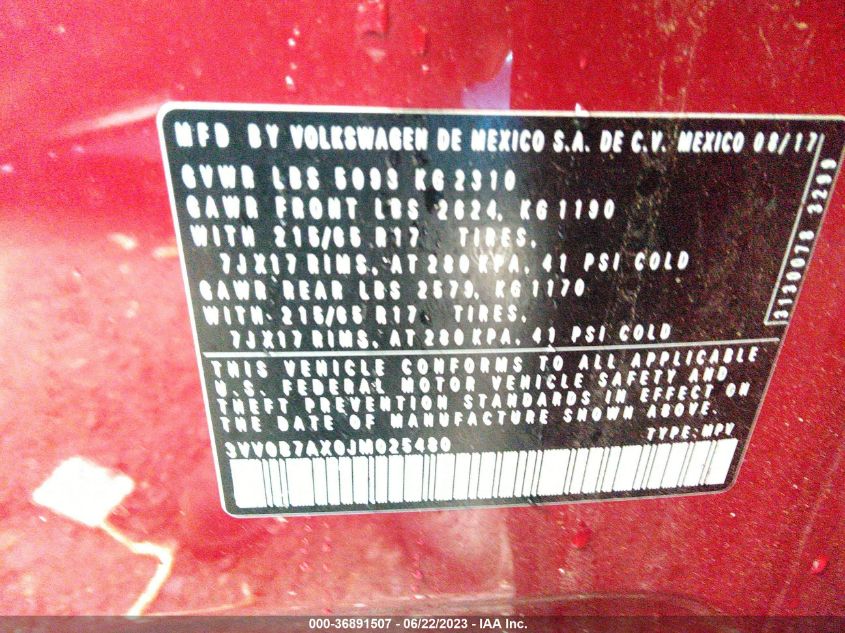 MFD BY VOLKSWAGEN DE MEXICO S.A. DE C.V. MEXICO 08/17
GVWR LBS 5093 KG 2310
GAWR FRONT LBS 2624, KG 1190
WITH 215/65 R17 TIRES,
7JX17 RIMS, AT 280 KPA, 41 PSI COLD
GAWR REAR LBS 2579, KG 1170
WITH 215/65 R17 TIRES,
7JX17 RIMS, AT 280 KPA, 41 PSI COLD
THIS VEHICLE CONFORMS TO ALL APPLICABLE
U.S. FEDERAL MOTOR VEHICLE SAFETY AND
THEFT PREVENTION STANDARDS IN EFFECT ON
THE DATE OF MANUFACTURE SHOWN ABOVE.
3VV0B7AX0JM025480
TYPE: MPV
000-36891507 - 06/22/2023 - IAA Inc.